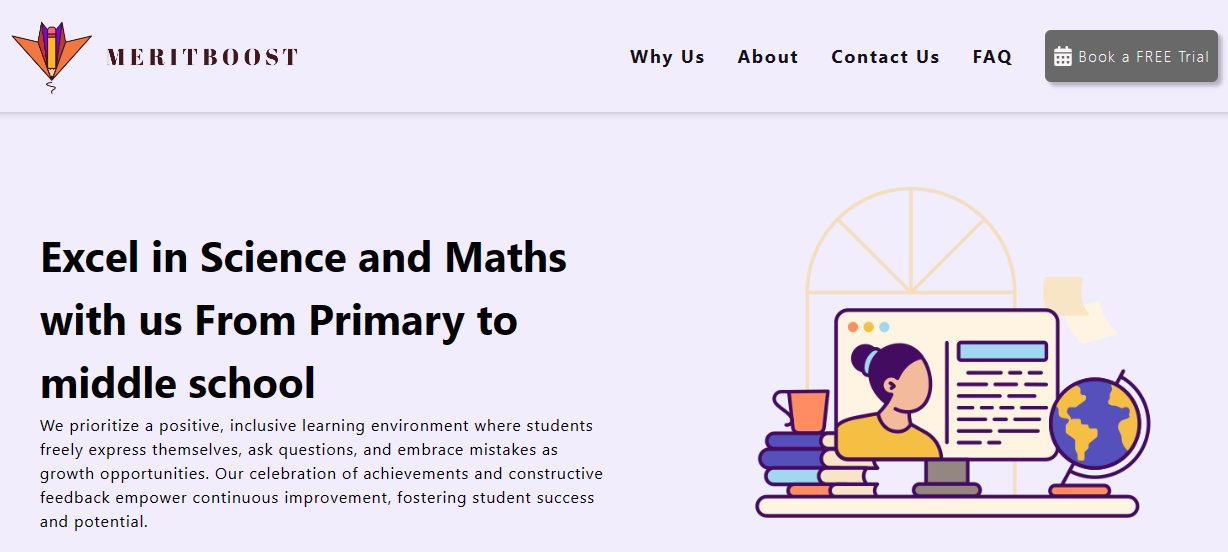 MERITBOOST
Why Us
About
Contact Us
FAQ
Book a FREE Trial
Excel in Science and Maths
with us From Primary to
middle school
We prioritize a positive, inclusive learning environment where students
freely express themselves, ask questions, and embrace mistakes as
growth opportunities. Our celebration of achievements and constructive
feedback empower continuous improvement, fostering student success
and potential.